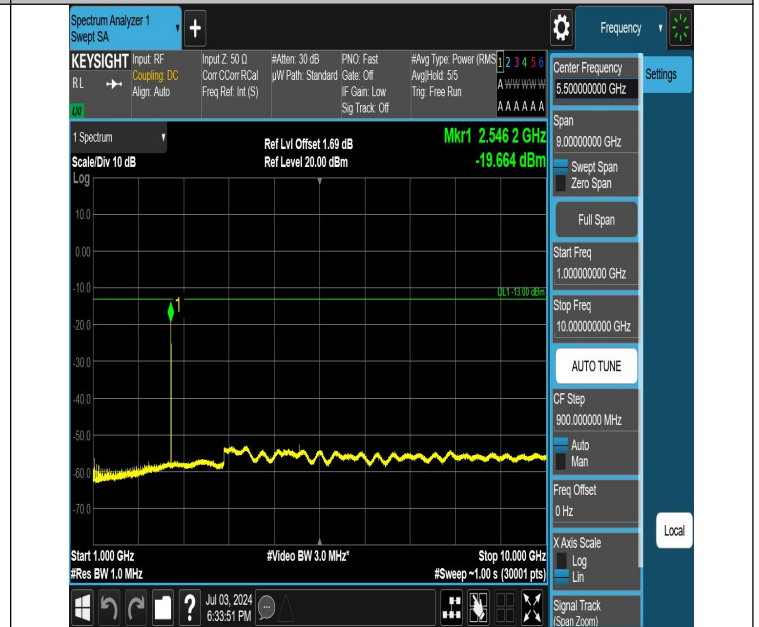 Spectrum Analyzer 1
Swept SA
+
Frequency
KEYSIGHT
RL
Input: RF
Coupling: DC
Align: Auto
Input Z: 50 Ω
Corr CCorr RCal
Freq Ref: Int (S)
#Atten: 30 dB
µW Path: Standard
PNO: Fast
Gate: Off
IF Gain: Low
Sig Track: Off
#Avg Type: Power (RMS
Avg|Hold: 5/5
Trig: Free Run
1 2 3 4 5 6
A W W W W W
A A A A A A
Settings
Center Frequency
5.500000000 GHz
Span
9.00000000 GHz
Swept Span
Zero Span
Full Span
Start Freq
1.000000000 GHz
Stop Freq
10.000000000 GHz
AUTO TUNE
CF Step
900.000000 MHz
Auto
Man
Freq Offset
0 Hz
X Axis Scale
Log
Lin
Signal Track
(Span Zoom)
Local
1 Spectrum
Scale/Div 10 dB
Log
Ref Lvl Offset 1.69 dB
Ref Level 20.00 dBm
Mkr1 2.546 2 GHz
-19.664 dBm
10.0
0.00
-10.0
-20.0
-30.0
-40.0
-50.0
-60.0
-70.0
DL1 -13.00 dBm
1
Start 1.000 GHz
#Res BW 1.0 MHz
#Video BW 3.0 MHz*
Stop 10.000 GHz
#Sweep ~1.00 s (30001 pts)
?
Jul 03, 2024
6:33:51 PM